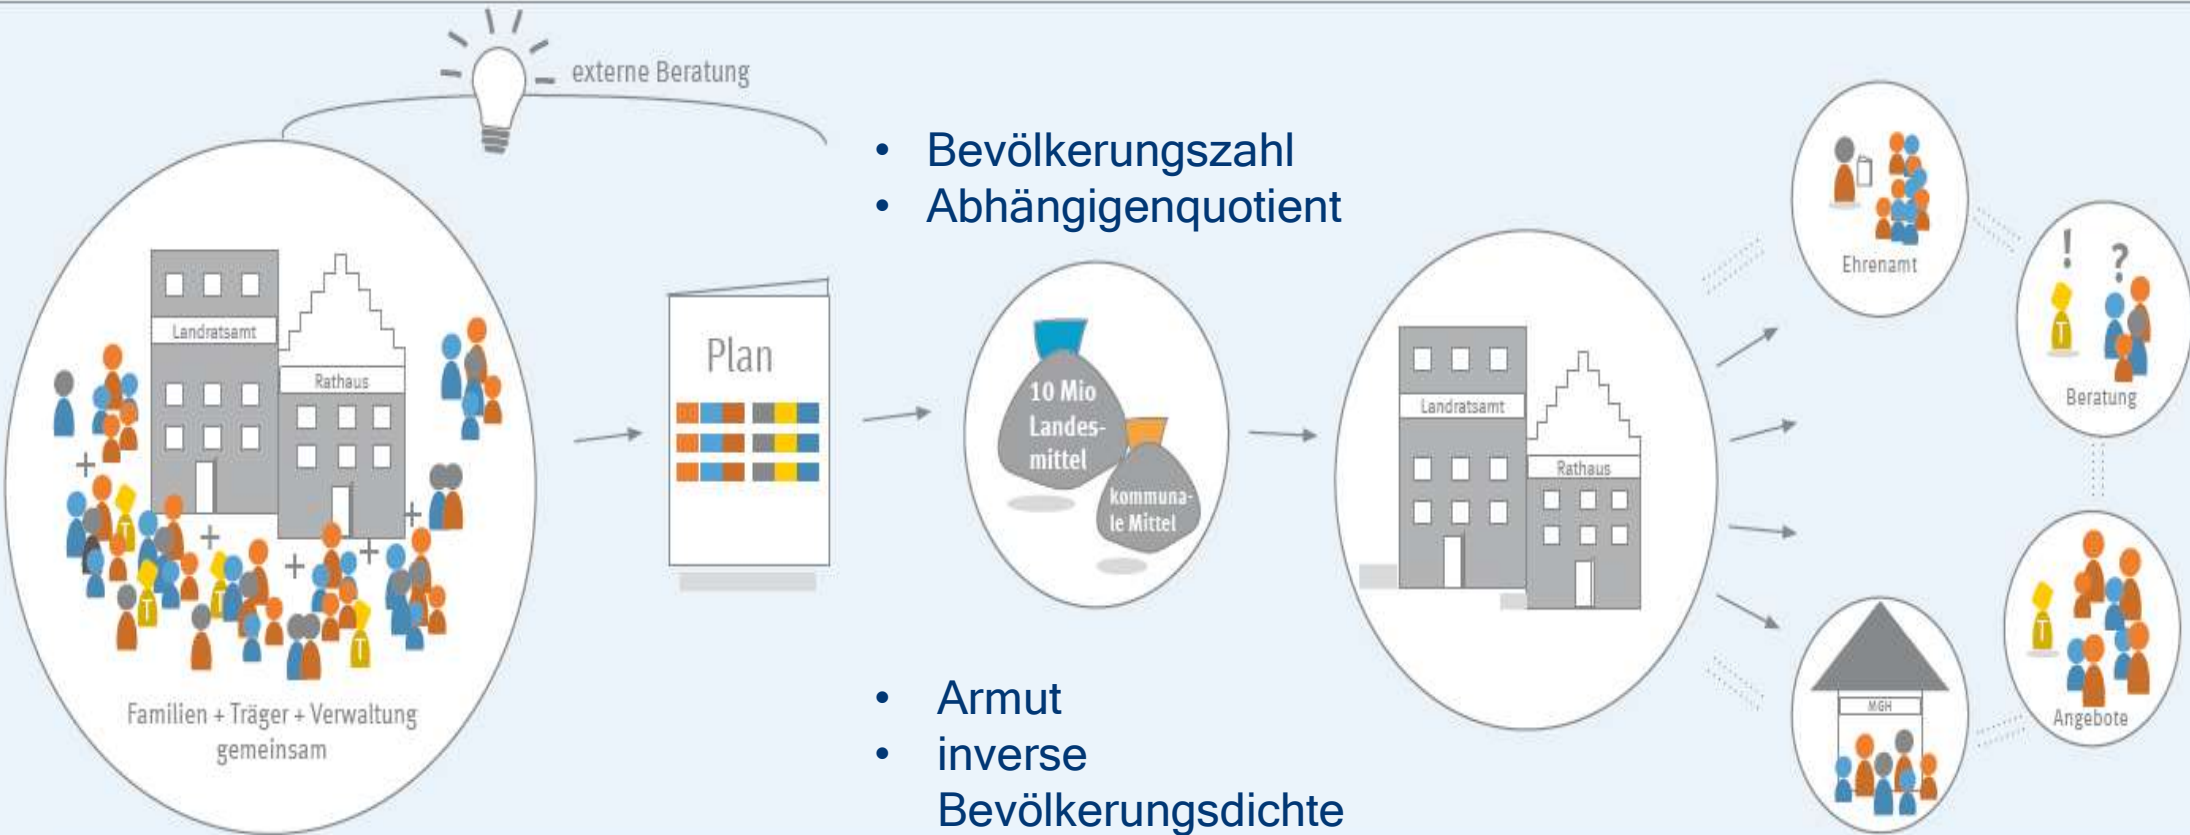 externe Beratung
• Bevölkerungszahl
• Abhängigenquotient
Landratsamt
Rathaus
T
T
T
T
Familien + Träger + Verwaltung
gemeinsam
Plan
10 Mio
Landes-
mittel
kommuna-
le Mittel
• Armut
• inverse
Bevölkerungsdichte
Landratsamt
Rathaus
Ehrenamt
! ?
T
Beratung
T
Angebote
MGH